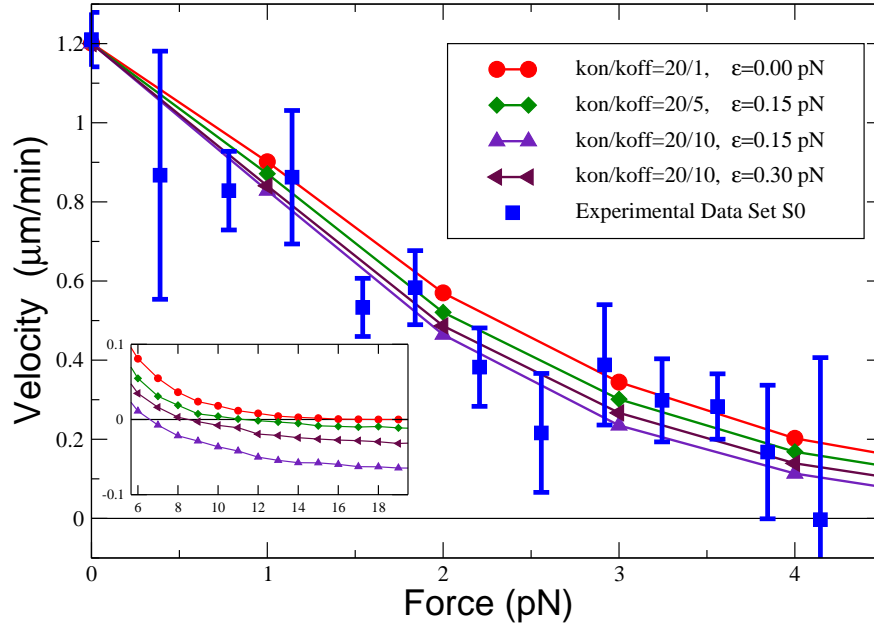 1.2
1
0.8
0.6
0.4
0.2
0
Velocity (μm/min)
kon/koff=20/1, ε=0.00 pN
kon/koff=20/5, ε=0.15 pN
kon/koff=20/10, ε=0.15 pN
kon/koff=20/10, ε=0.30 pN
Experimental Data Set S0
0.1
0
-0.1
6 8 10 12 14 16 18
0 1 2 3 4
Force (pN)